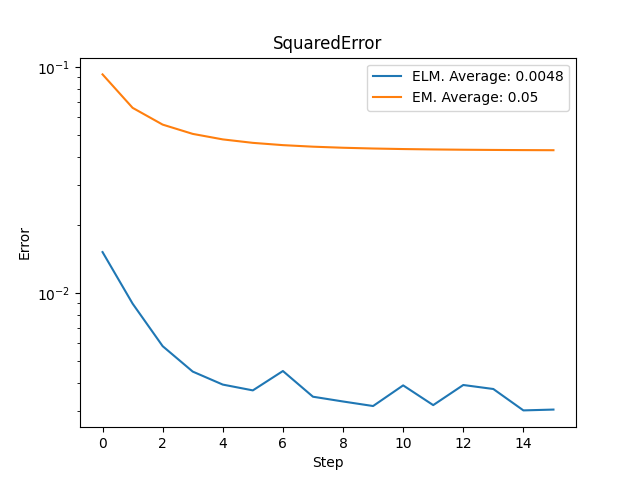 SquaredError
ELM. Average: 0.0048
EM. Average: 0.05
10⁻¹
10⁻²
Error
0 2 4 6 8 10 12 14
Step